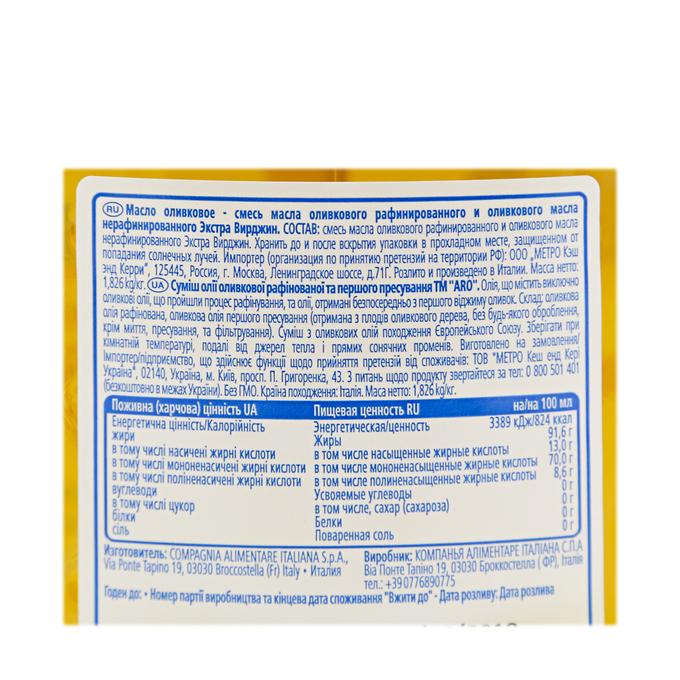 RU Масло оливковое - смесь масла оливкового рафинированного и оливкового масла
нерафинированного Экстра Вирджин. СОСТАВ: смесь масла оливкового рафинированного и оливкового масла
нерафинированного Экстра Вирджин. Хранить до и после вскрытия упаковки в прохладном месте, защищенном от
попадания солнечных лучей. Импортер (организация по принятию претензий на территории РФ): ООО „МЕТРО Кэш
энд Керри”, 125445, Россия, г. Москва, Ленинградское шоссе, д.71Г. Розлито и произведено в Италии. Масса нетто:
1,826 кг/kg. UA Суміш олії оливкової рафінованої та першого пресування ТМ "ARO". Олія, що містить виключно
оливкові олії, що пройшли процес рафінування, та олії, отримані безпосередньо з першого віджиму оливок. Склад: оливкова
олія рафінована, оливкова олія першого пресування (отримана з плодів оливкового дерева, без будь-якого оброблення,
крім миття, пресування, та фільтрування). Суміш з оливкових олій походження Європейського Союзу. Зберігати при
кімнатній температурі, подалі від джерел тепла і прямих сонячних променів. Виготовлено на замовлення/
Імпортер/підприємство, що здійснює функції щодо прийняття претензій від споживачів: ТОВ "МЕТРО Кеш енд Кері
Україна", 02140, Україна, м. Київ, просп. П. Григоренка, 43. З питань щодо продукту звертайтеся за тел: 0 800 501 401
(безкоштовно в межах України). Без ГМО. Країна походження: Італія. Маса нетто: 1,826 кг/kg.
Поживна (харчова) цінність UA Пищевая ценность RU на/на 100 мл
Енергетична цінність/Калорійність Энергетическая/ценность 3389 кДж/824 ккал
жири Жиры 91,6 г
в тому числі насичені жирні кислоти в том числе насыщенные жирные кислоты 13,0 г
в тому числі мононенасичені жирні кислоти в том числе мононенасыщенные жирные кислоты 70,0 г
в тому числі поліненасичені жирні кислоти в том числе полиненасыщенные жирные кислоты 8,6 г
вуглеводи Усвояемые углеводы 0 г
в тому числі цукор в том числе, сахар (сахароза) 0 г
білки Белки 0 г
сіль Поваренная соль 0 г
Изготовитель: COMPAGNIA ALIMENTARE ITALIANA S.p.A.,
Via Ponte Tapino 19, 03030 Broccostella (Fr) Italy • Италия
Виробник: КОМПАНЬЯ АЛІМЕНТАРЕ ІТАЛІАНА С.П.А
Віа Понте Тапіно 19, 03030 Броккостелла ( ФР), Італія
тел.: +390776890775
Годен до: • Номер партії виробництва та кінцева дата споживання "Вжити до" - Дата розливу: Дата розлива